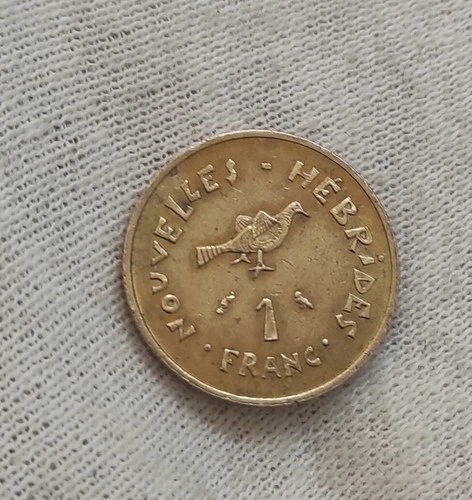 NOUVELLES - HÉBRIDES
1
· FRANC ·